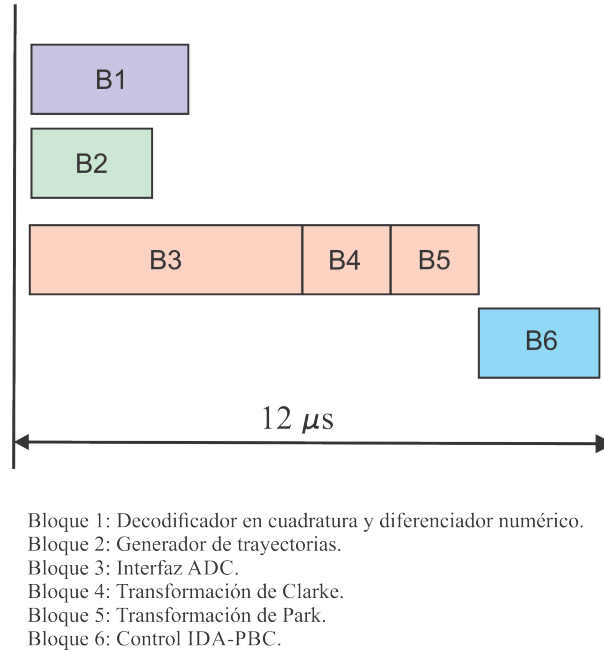 B1
B2
B3 B4 B5
B6
12 μs
Bloque 1: Decodificador en cuadratura y diferenciador numérico.
Bloque 2: Generador de trayectorias.
Bloque 3: Interfaz ADC.
Bloque 4: Transformación de Clarke.
Bloque 5: Transformación de Park.
Bloque 6: Control IDA-PBC.